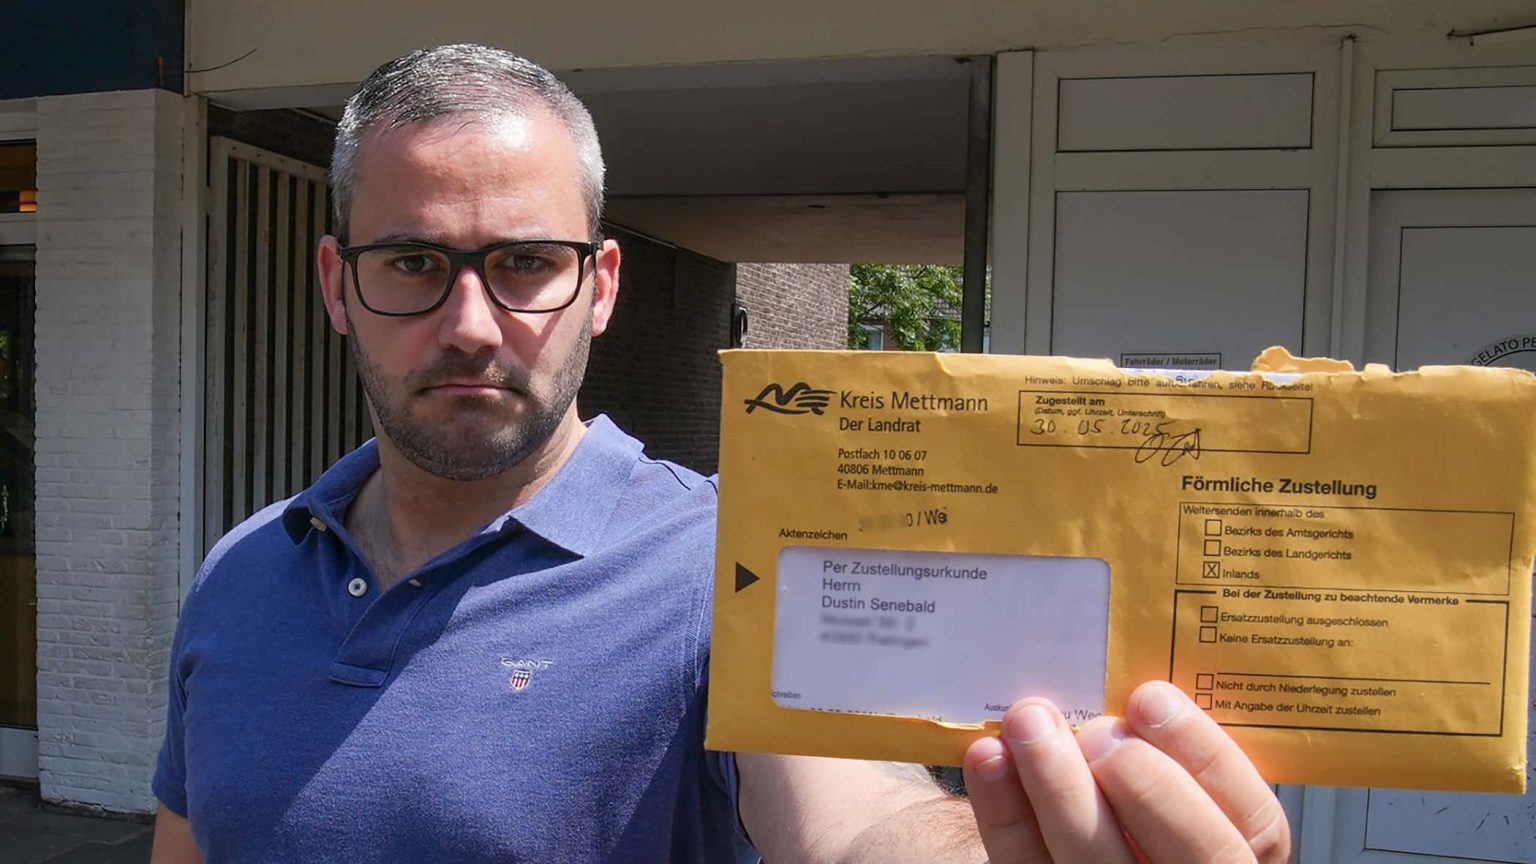 Fahrräder / Motorräder
GELATO
Hinweis: Umschlag bitte aufbewahren, siehe Rückseite!
Kreis Mettmann
Der Landrat
Postfach 10 06 07
40806 Mettmann
E-Mail:kme@kreis-mettmann.de
Zugestellt am
(Datum, ggf. Uhrzeit, Unterschrift)
30.05.2025
Förmliche Zustellung
Weitersenden innerhalb des
Bezirks des Amtsgerichts
Bezirks des Landgerichts
X Inlands
Bei der Zustellung zu beachtende Vermerke
Ersatzzustellung ausgeschlossen
Keine Ersatzzustellung an:
Nicht durch Niederlegung zustellen
Mit Angabe der Uhrzeit zustellen
0 / We
Aktenzeichen
Per Zustellungsurkunde
Herrn
Dustin Senebald
GANT